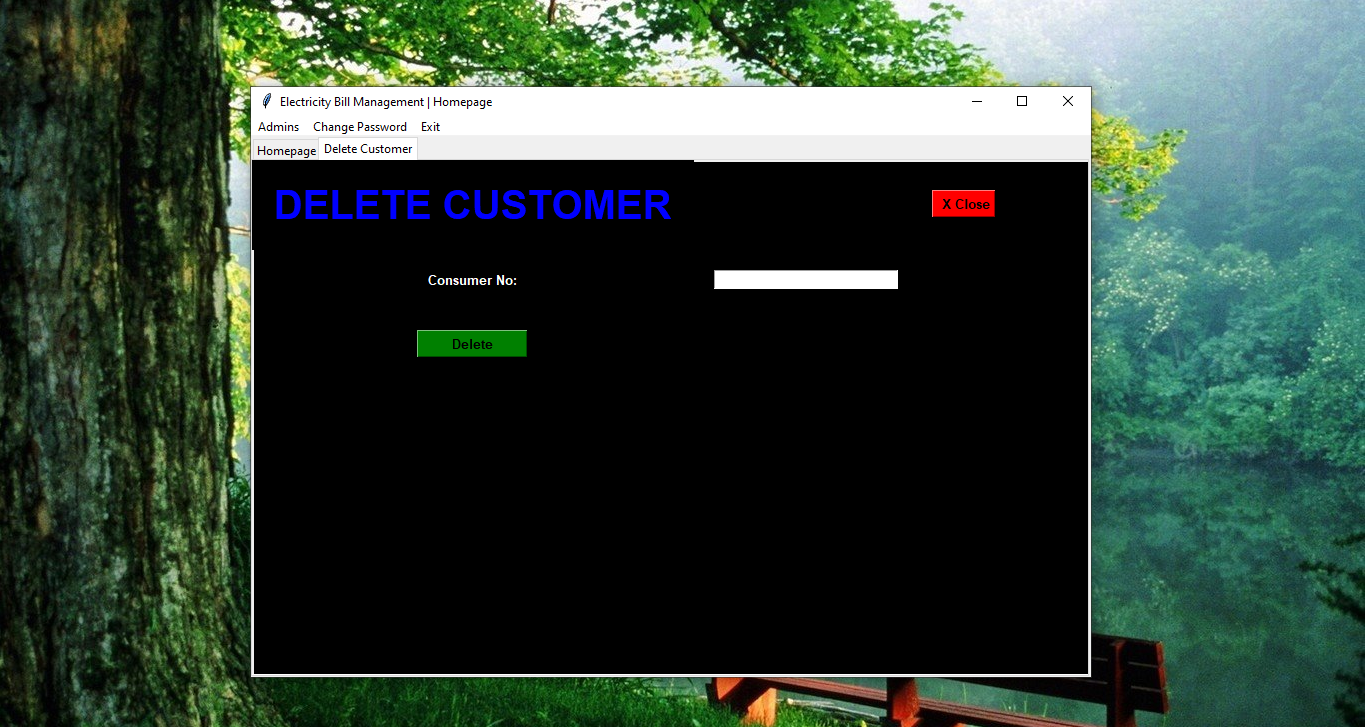 Electricity Bill Management | Homepage
Admins Change Password Exit
Homepage Delete Customer
DELETE CUSTOMER
X Close
Consumer No:
Delete